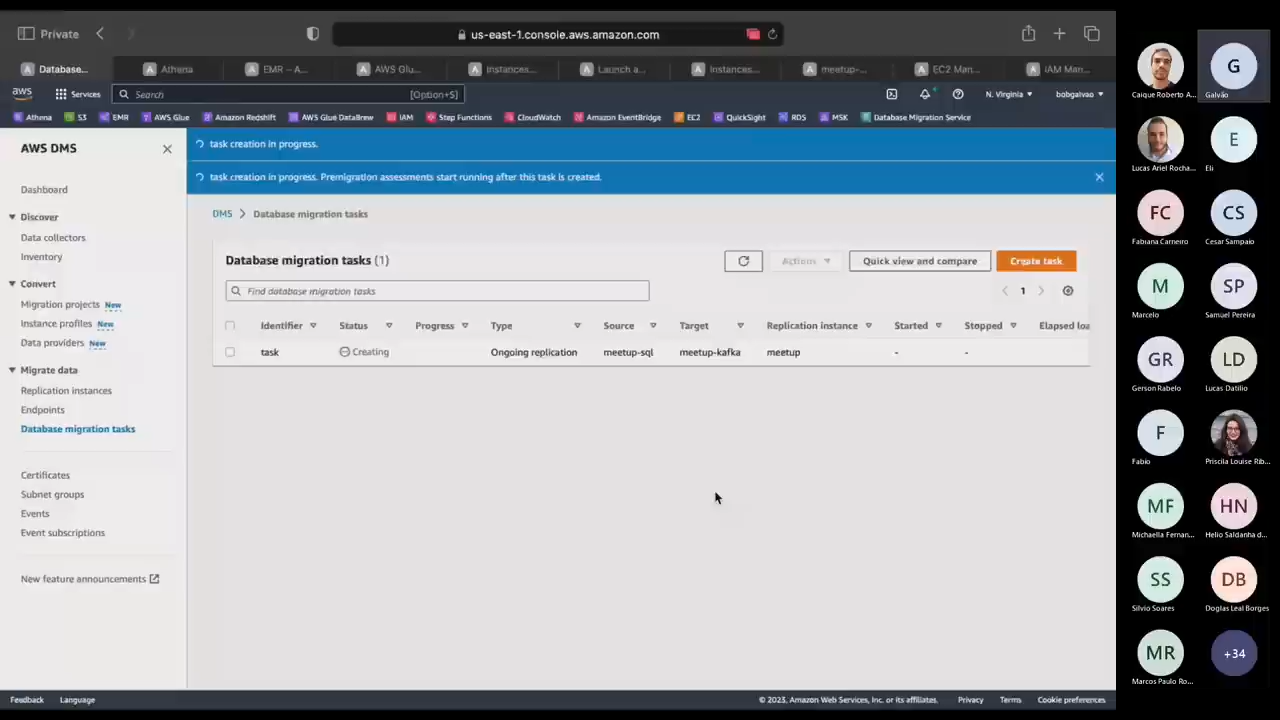 Private
us-east-1.console.aws.amazon.com
Database...
Athena
EMR – A...
AWS Glu...
Instances...
Launch a...
Instances...
meetup-...
EC2 Man...
IAM Man...
aws
Services
Search
[Option+S]
N. Virginia
bobgalvao
Athena
S3
EMR
AWS Glue
Amazon Redshift
AWS Glue DataBrew
IAM
Step Functions
CloudWatch
Amazon EventBridge
EC2
QuickSight
RDS
MSK
Database Migration Service
AWS DMS
Dashboard
Discover
Data collectors
Inventory
Convert
Migration projects New
Instance profiles New
Data providers New
Migrate data
Replication instances
Endpoints
Database migration tasks
Certificates
Subnet groups
Events
Event subscriptions
New feature announcements
task creation in progress.
task creation in progress. Premigration assessments start running after this task is created.
DMS > Database migration tasks
Database migration tasks (1)
Actions
Quick view and compare
Create task
Find database migration tasks
1
Identifier Status Progress Type Source Target Replication instance Started Stopped Elapsed loa
task Creating Ongoing replication meetup-sql meetup-kafka meetup - -
Feedback
Language
© 2023, Amazon Web Services, Inc. or its affiliates.
Privacy
Terms
Cookie preferences
Caique Roberto A...
G
Galvão
Lucas Ariel Rocha...
E
Eli
FC
Fabiana Carneiro
CS
Cesar Sampaio
M
Marcelo
SP
Samuel Pereira
GR
Gerson Rabelo
LD
Lucas Datilio
F
Fabio
Priscila Louise Rib...
MF
Michaella Fernan...
HN
Helio Saldanha d...
SS
Silvio Soares
DB
Doglas Leal Borges
MR
Marcos Paulo Ro...
+34